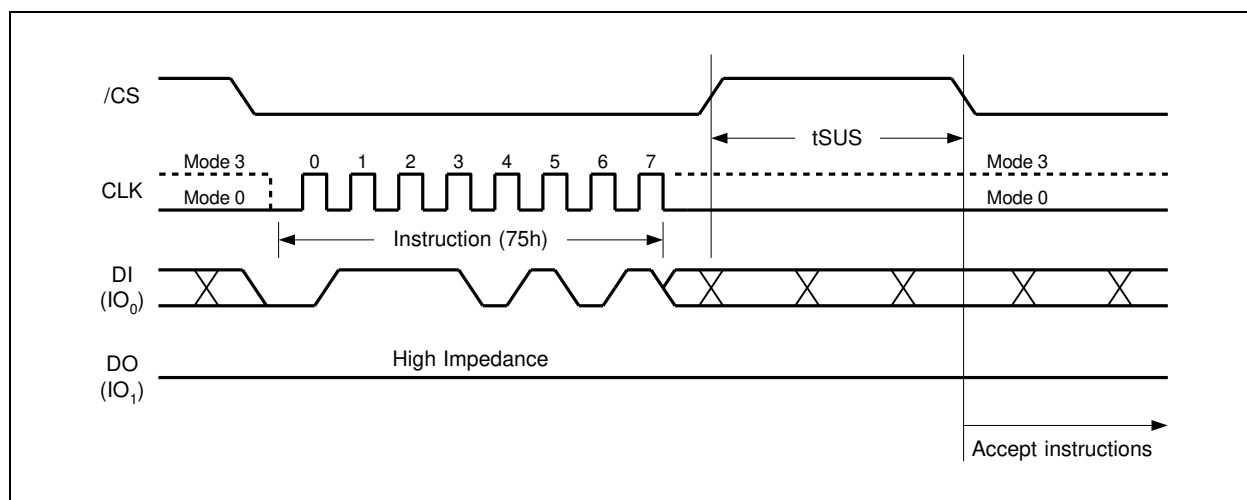 /CS
tSUS
Mode 3 0 1 2 3 4 5 6 7 Mode 3
CLK
Mode 0 Mode 0
Instruction (75h)
DI
(IO0)
High Impedance
DO
(IO1)
Accept instructions